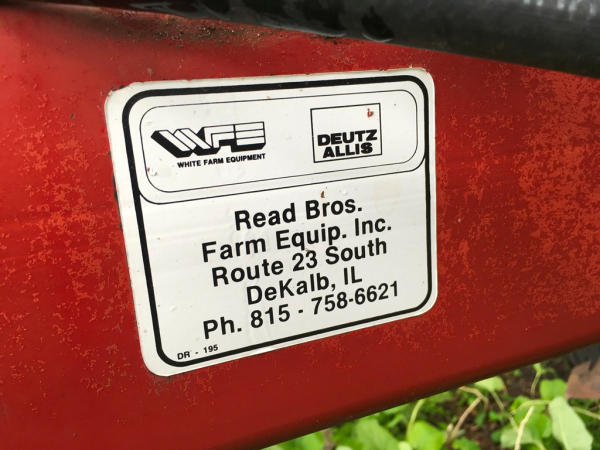 WFE
WHITE FARM EQUIPMENT
DEUTZ
ALLIS
Read Bros.
Farm Equip. Inc.
Route 23 South
DeKalb, IL
Ph. 815 - 758-6621
DR - 195